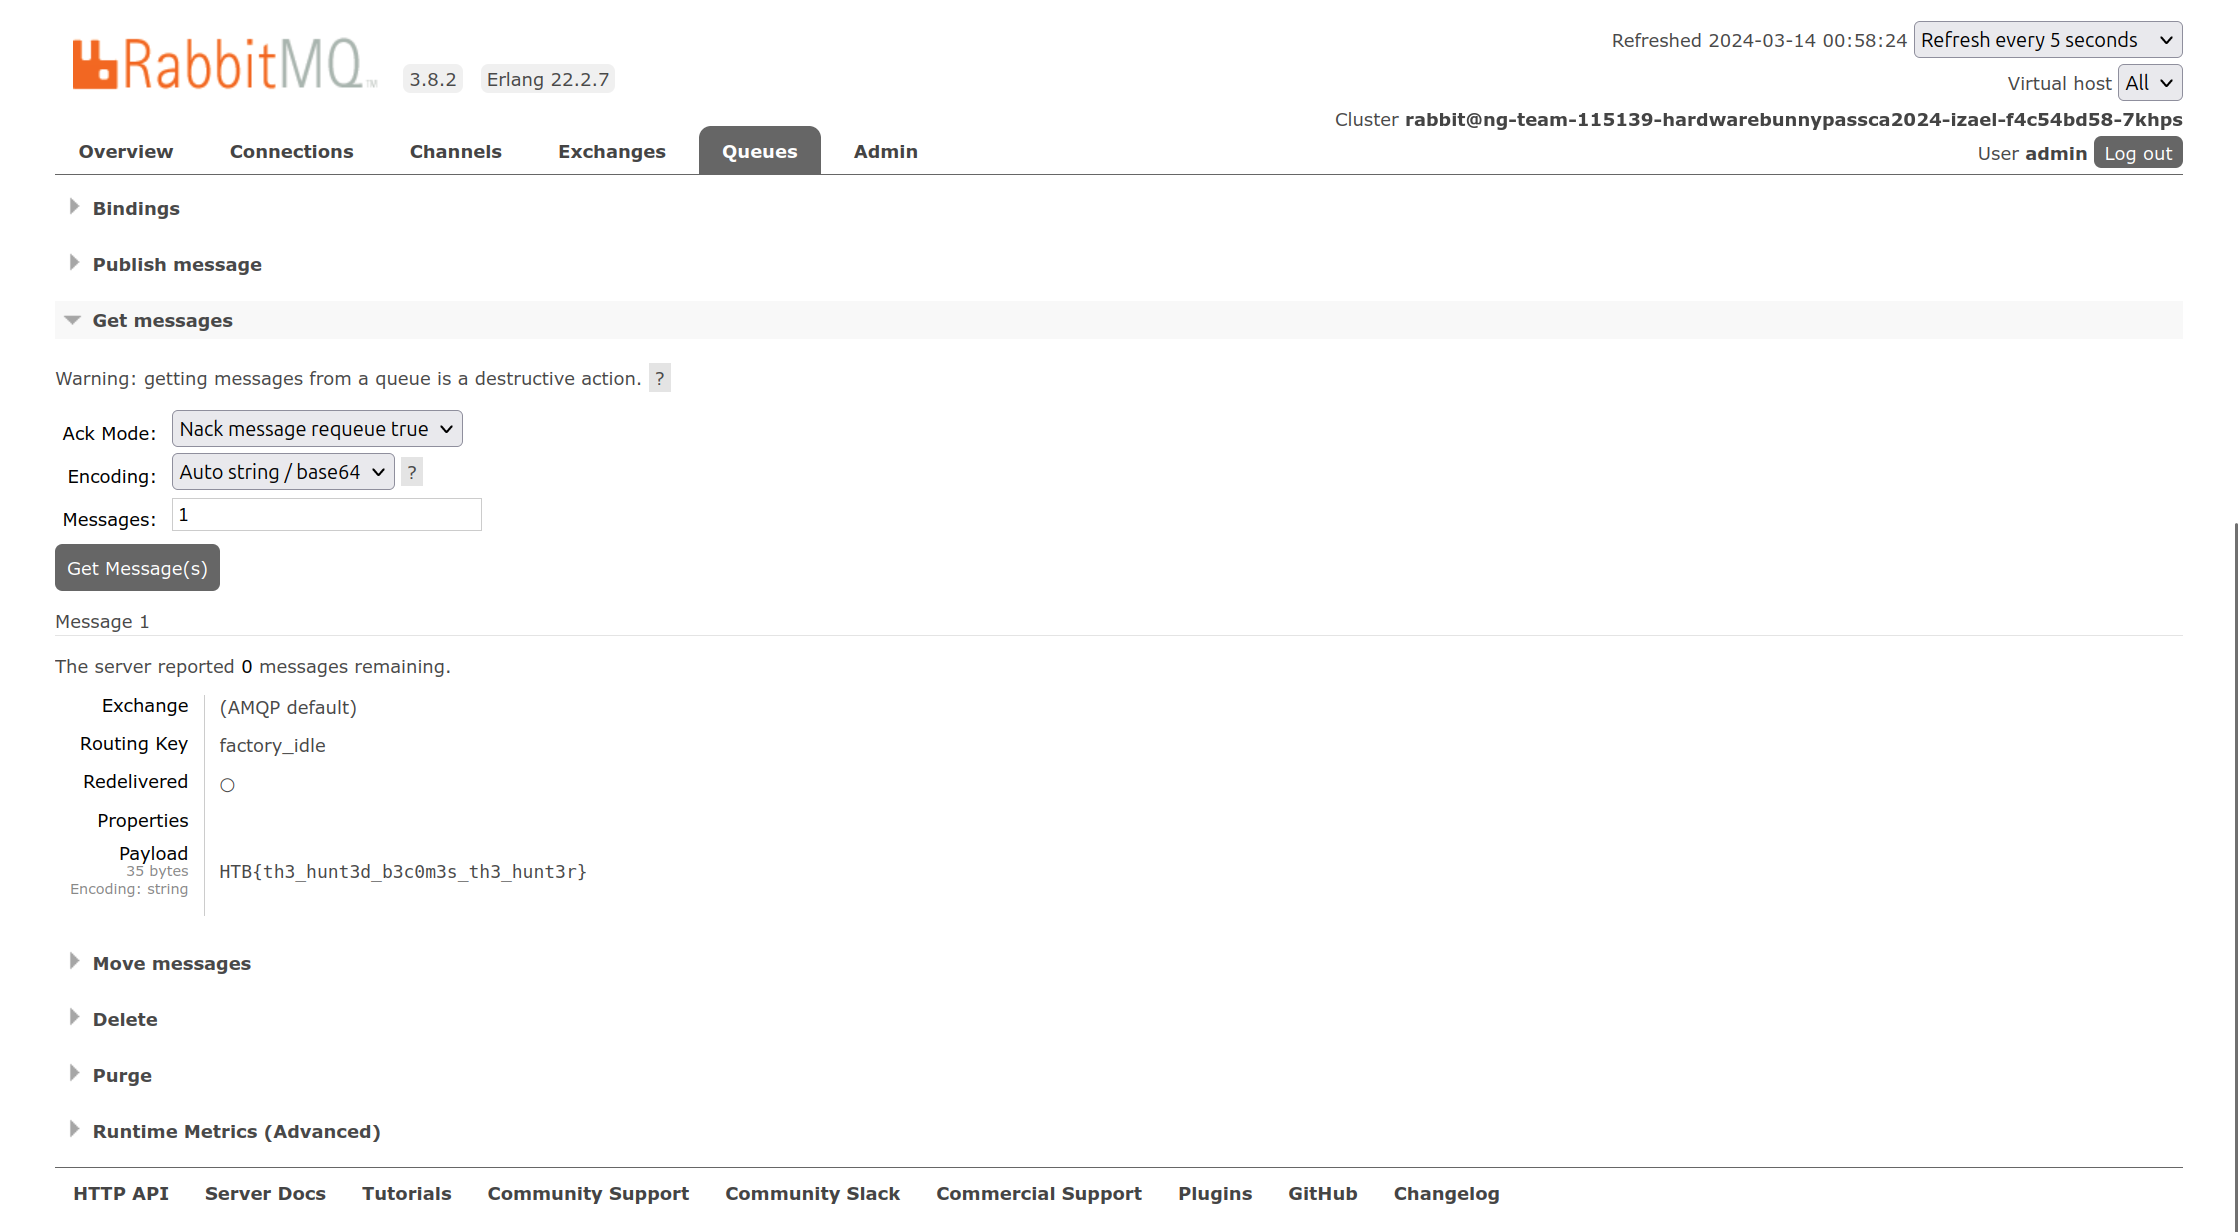 RabbitMQ™ 3.8.2 Erlang 22.2.7
Refreshed 2024-03-14 00:58:24 Refresh every 5 seconds
Virtual host All
Cluster rabbit@ng-team-115139-hardwarebunnypassca2024-izael-f4c54bd58-7khps
User admin Log out
Overview Connections Channels Exchanges Queues Admin
Bindings
Publish message
Get messages
Warning: getting messages from a queue is a destructive action. ?
Ack Mode: Nack message requeue true
Encoding: Auto string / base64 ?
Messages: 1
Get Message(s)
Message 1
The server reported 0 messages remaining.
Exchange (AMQP default)
Routing Key factory_idle
Redelivered ○
Properties
Payload
35 bytes
Encoding: string
HTB{th3_hunt3d_b3c0m3s_th3_hunt3r}
Move messages
Delete
Purge
Runtime Metrics (Advanced)
HTTP API Server Docs Tutorials Community Support Community Slack Commercial Support Plugins GitHub Changelog